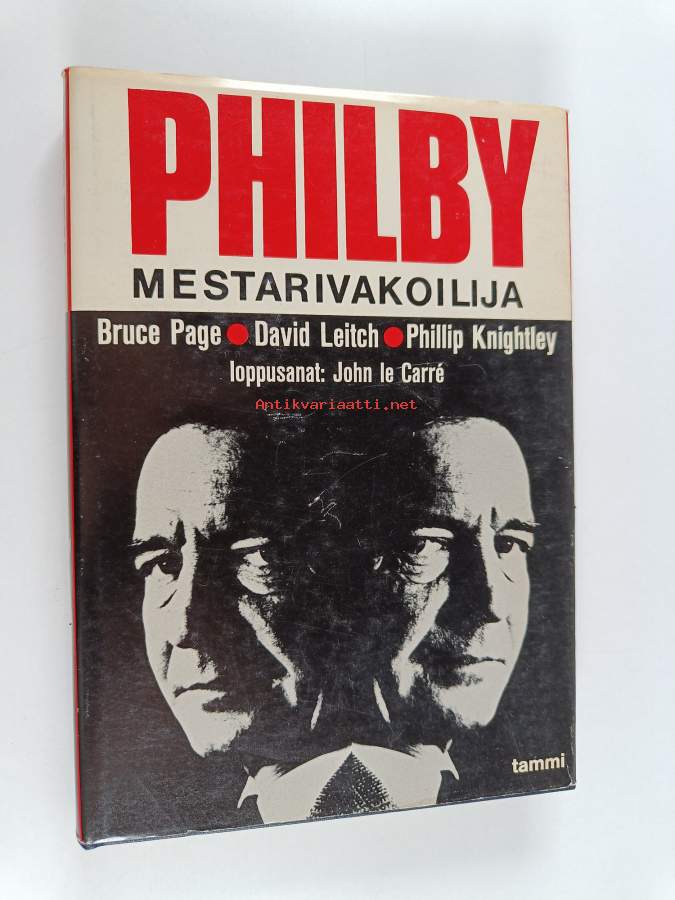 PHILBY
MESTARIVAKOILIJA
Bruce Page ● David Leitch ● Phillip Knightley
loppusanat: John le Carré
Antikvariaatti.net
tammi